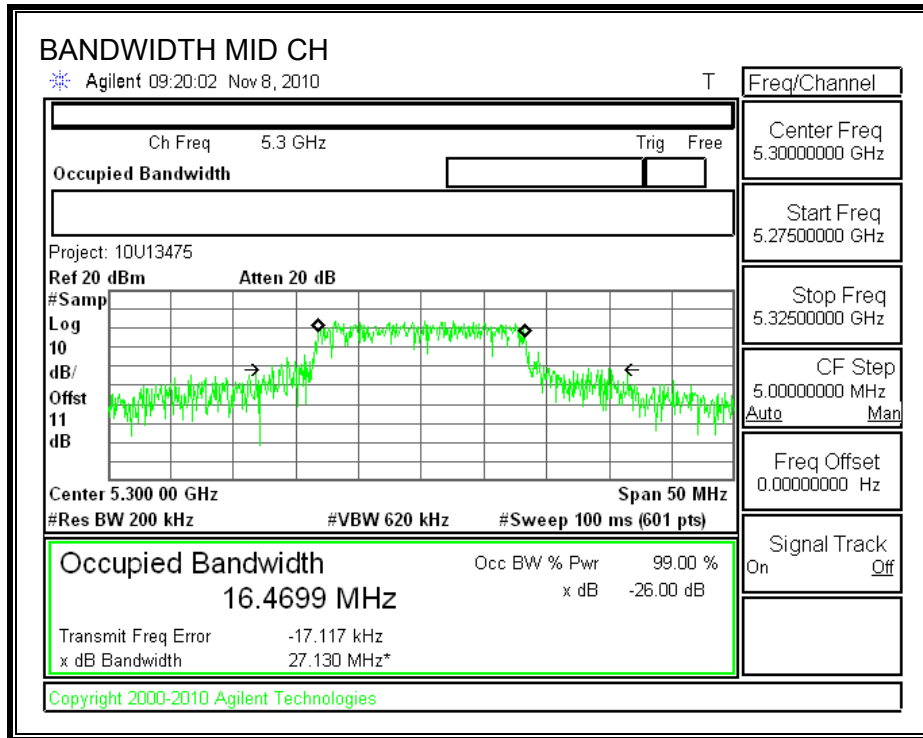 BANDWIDTH MID CH
Agilent 09:20:02 Nov 8, 2010 T
Freq/Channel
Ch Freq 5.3 GHz Trig Free
Occupied Bandwidth
Center Freq
5.30000000 GHz
Start Freq
5.27500000 GHz
Stop Freq
5.32500000 GHz
CF Step
5.00000000 MHz
Auto Man
Freq Offset
0.00000000 Hz
Signal Track
On Off
Project: 10U13475
Ref 20 dBm Atten 20 dB
#Samp
Log
10
dB/
Offst
11
dB
Center 5.300 00 GHz Span 50 MHz
#Res BW 200 kHz #VBW 620 kHz #Sweep 100 ms (601 pts)
Occupied Bandwidth Occ BW % Pwr 99.00 %
16.4699 MHz x dB -26.00 dB
Transmit Freq Error -17.117 kHz
x dB Bandwidth 27.130 MHz*
Copyright 2000-2010 Agilent Technologies